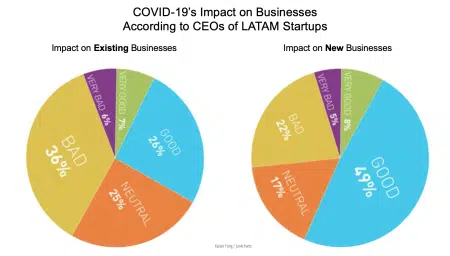 COVID-19's Impact on Businesses
According to CEOs of LATAM Startups
Impact on Existing Businesses
VERY BAD 6%
VERY GOOD 7%
GOOD
26%
NEUTRAL
25%
BAD
36%
Impact on New Businesses
VERY BAD 5%
VERY GOOD 8%
GOOD
49%
NEUTRAL
17%
BAD
22%